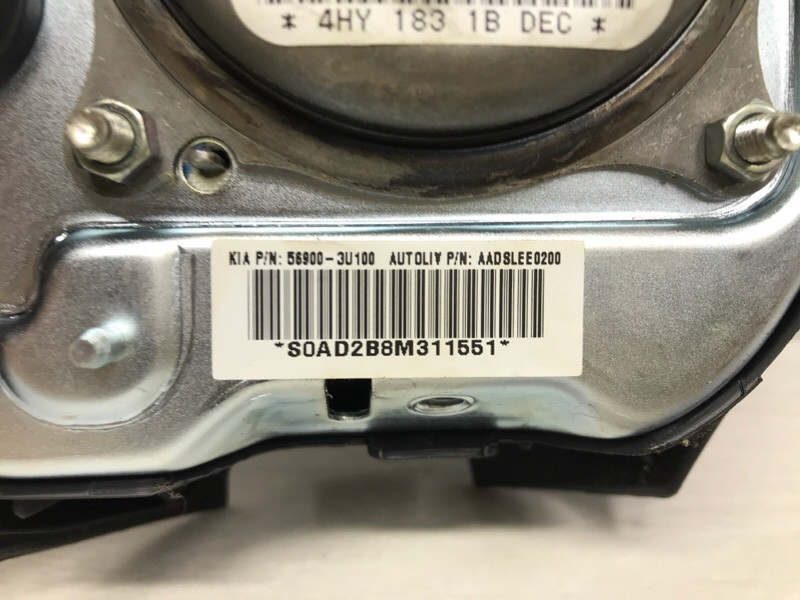 * 4HY 183 1B DEC *
KIA P/N: 56900-3U100 AUTOLIV P/N: AADSLEE0200
*S0AD2B8M311551*